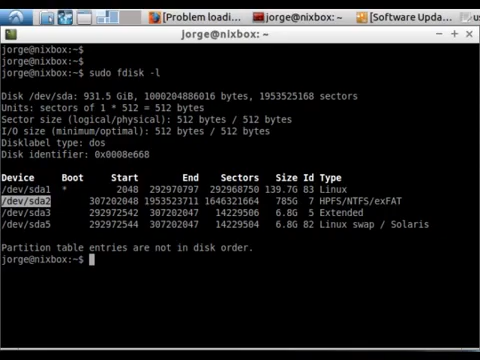 [Problem loadi...
jorge@nixbox: ~
[Software Upda...
jorge@nixbox: ~
jorge@nixbox:~$
jorge@nixbox:~$
jorge@nixbox:~$ sudo fdisk -l
Disk /dev/sda: 931.5 GiB, 1000204886016 bytes, 1953525168 sectors
Units: sectors of 1 * 512 = 512 bytes
Sector size (logical/physical): 512 bytes / 512 bytes
I/O size (minimum/optimal): 512 bytes / 512 bytes
Disklabel type: dos
Disk identifier: 0x0008e668
Device Boot Start End Sectors Size Id Type
/dev/sda1 * 2048 292970797 292968750 139.7G 83 Linux
/dev/sda2 307202048 1953523711 1646321664 785G 7 HPFS/NTFS/exFAT
/dev/sda3 292972542 307202047 14229506 6.8G 5 Extended
/dev/sda5 292972544 307202047 14229504 6.8G 82 Linux swap / Solaris
Partition table entries are not in disk order.
jorge@nixbox:~$